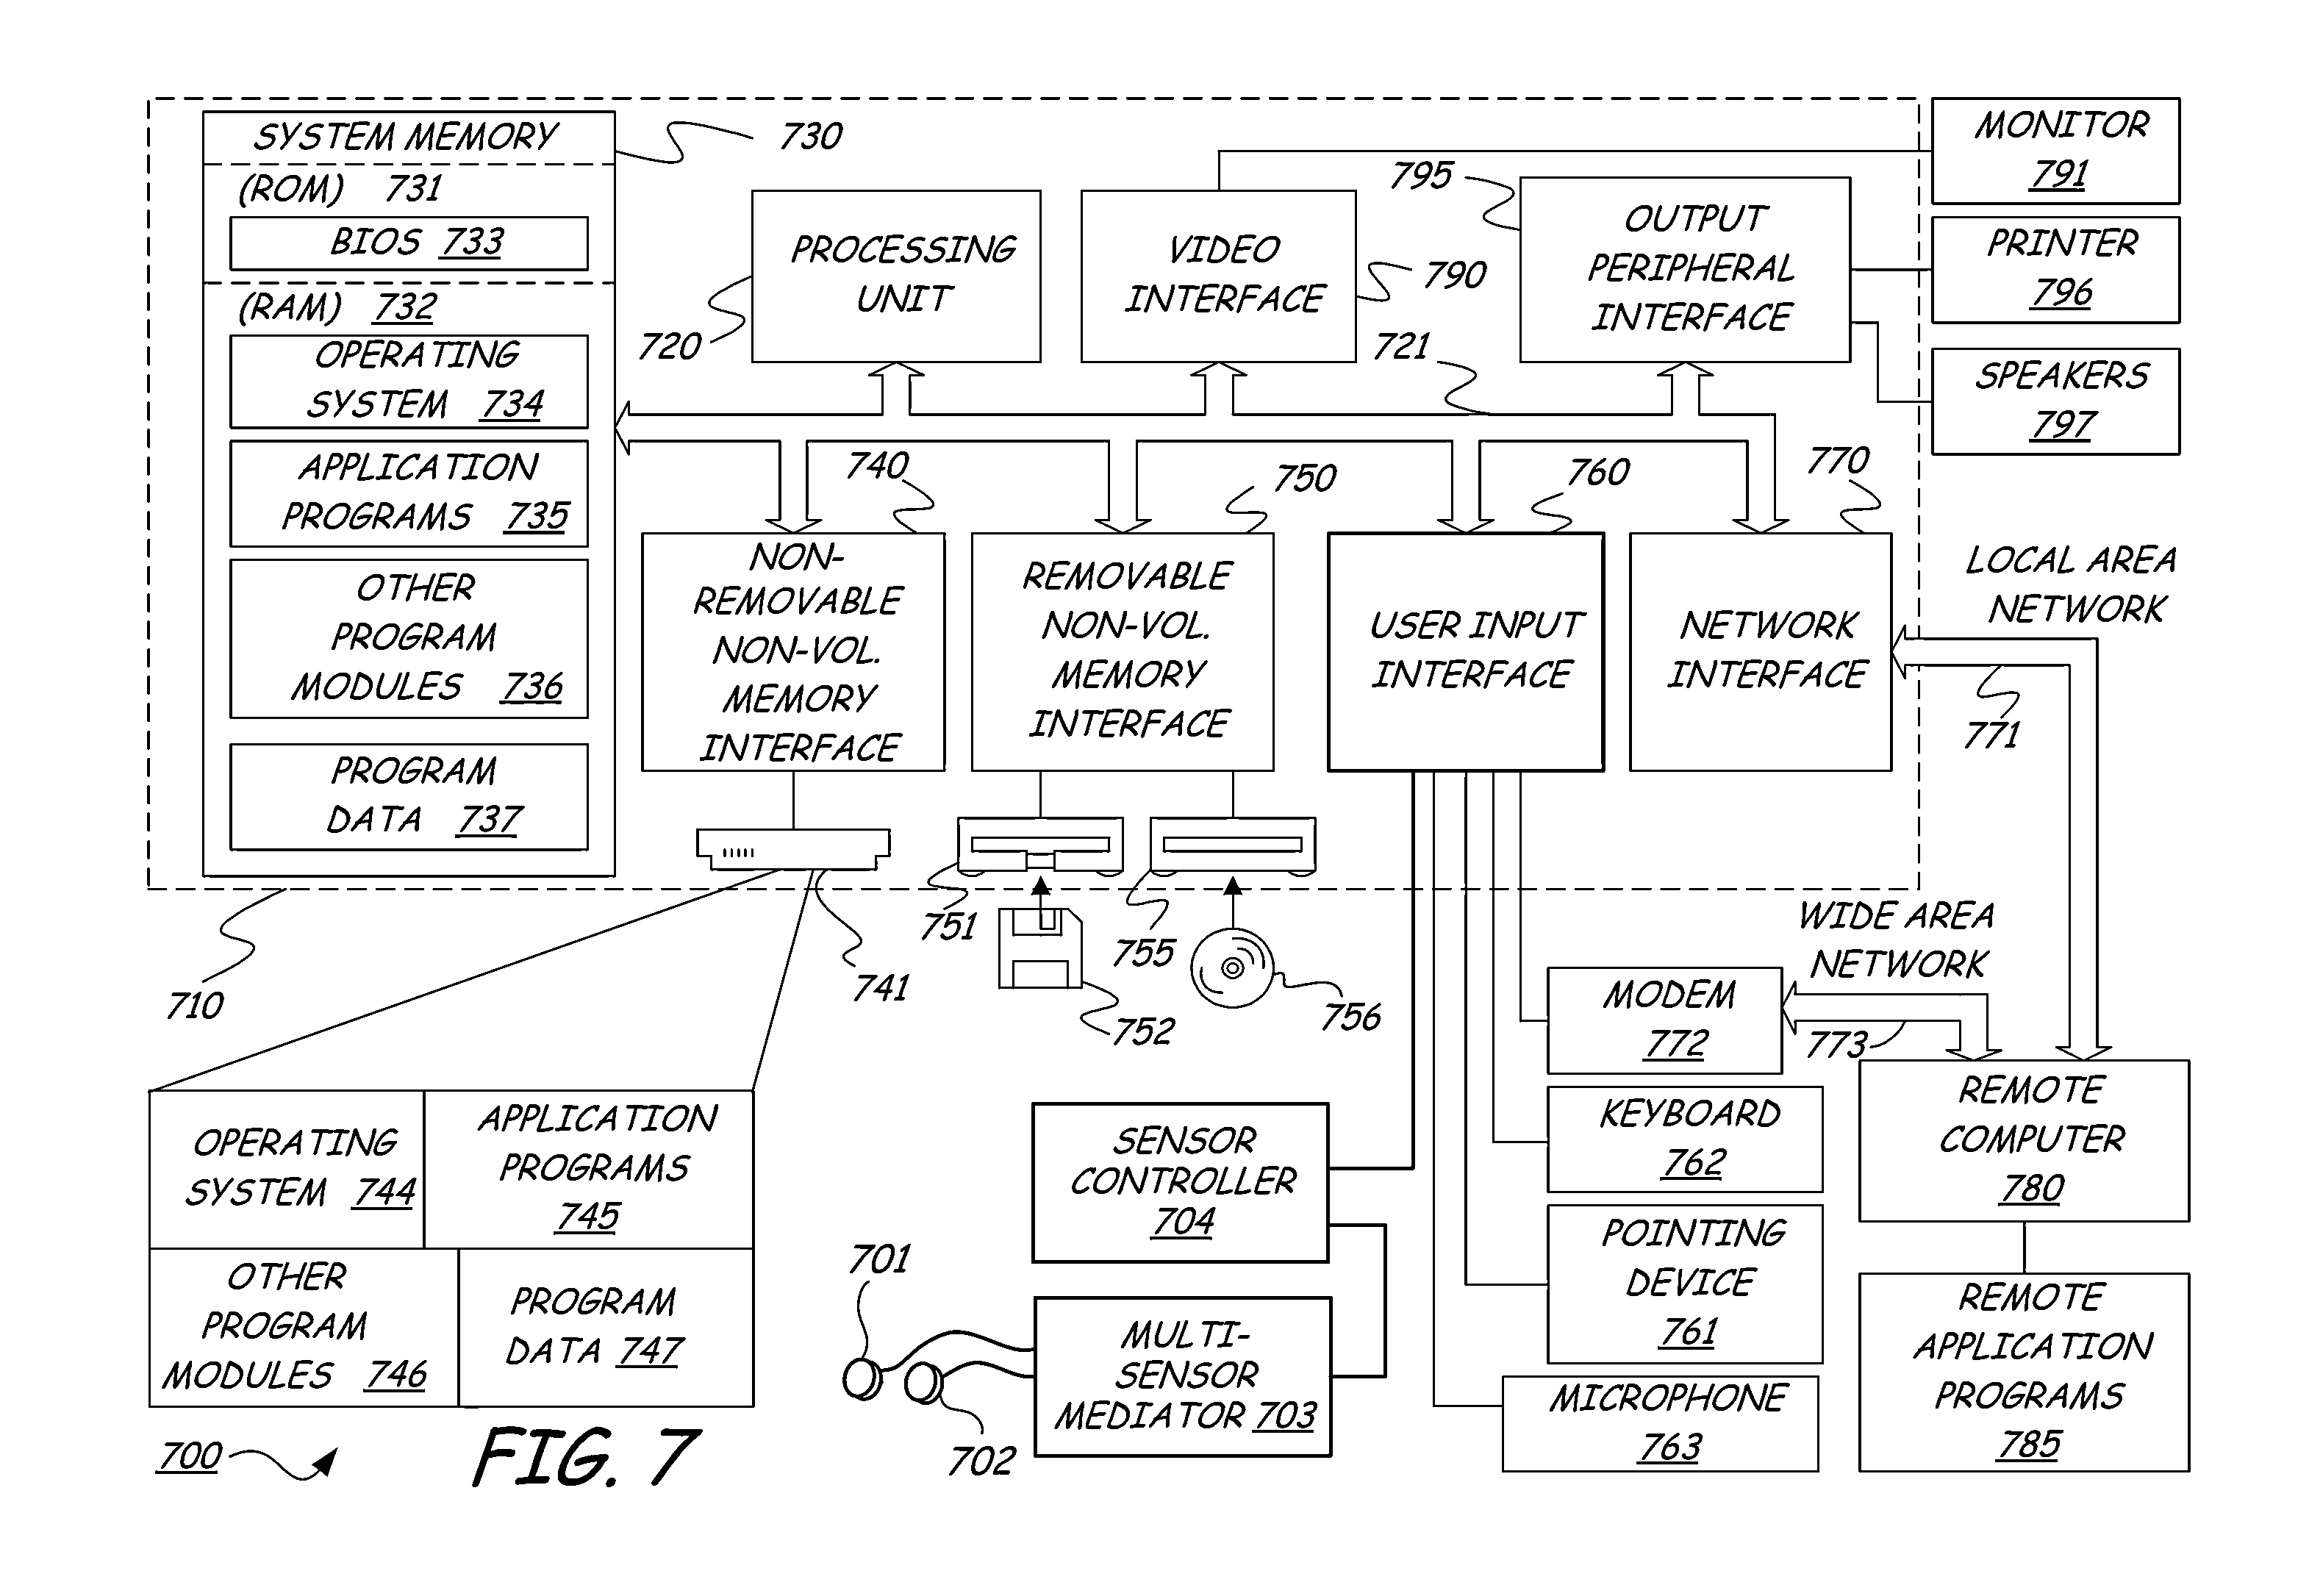 SYSTEM MEMORY
730
(ROM) 731
BIOS 733
(RAM) 732
OPERATING
SYSTEM 734
APPLICATION
PROGRAMS 735
OTHER
PROGRAM
MODULES 736
PROGRAM
DATA 737
PROCESSING
UNIT
720
VIDEO
INTERFACE
790
795
OUTPUT
PERIPHERAL
INTERFACE
721
MONITOR
791
PRINTER
796
SPEAKERS
797
740
NON-
REMOVABLE
NON-VOL.
MEMORY
INTERFACE
750
REMOVABLE
NON-VOL.
MEMORY
INTERFACE
760
USER INPUT
INTERFACE
770
NETWORK
INTERFACE
LOCAL AREA
NETWORK
771
710
741
751
752
755
756
WIDE AREA
NETWORK
773
MODEM
772
KEYBOARD
762
POINTING
DEVICE
761
MICROPHONE
763
REMOTE
COMPUTER
780
REMOTE
APPLICATION
PROGRAMS
785
OPERATING
SYSTEM 744
APPLICATION
PROGRAMS
745
OTHER
PROGRAM
MODULES 746
PROGRAM
DATA 747
SENSOR
CONTROLLER
704
701
702
MULTI-
SENSOR
MEDIATOR 703
700
FIG. 7